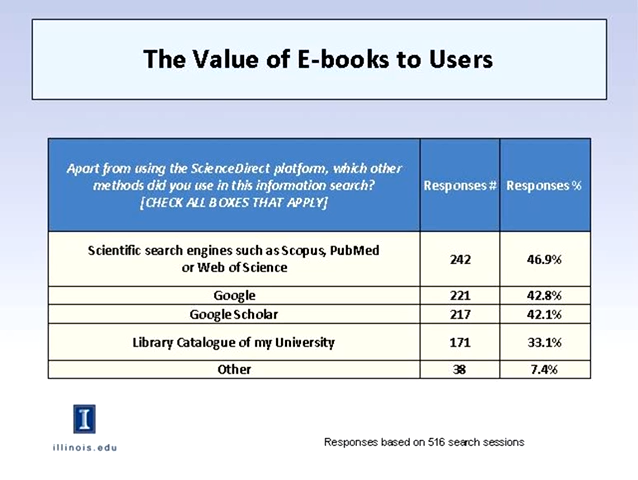 The Value of E-books to Users
Apart from using the ScienceDirect platform, which other
methods did you use in this information search?
[CHECK ALL BOXES THAT APPLY]
Responses # Responses %
Scientific search engines such as Scopus, PubMed
or Web of Science
242 46.9%
Google 221 42.8%
Google Scholar 217 42.1%
Library Catalogue of my University 171 33.1%
Other 38 7.4%
I
illinois.edu
Responses based on 516 search sessions